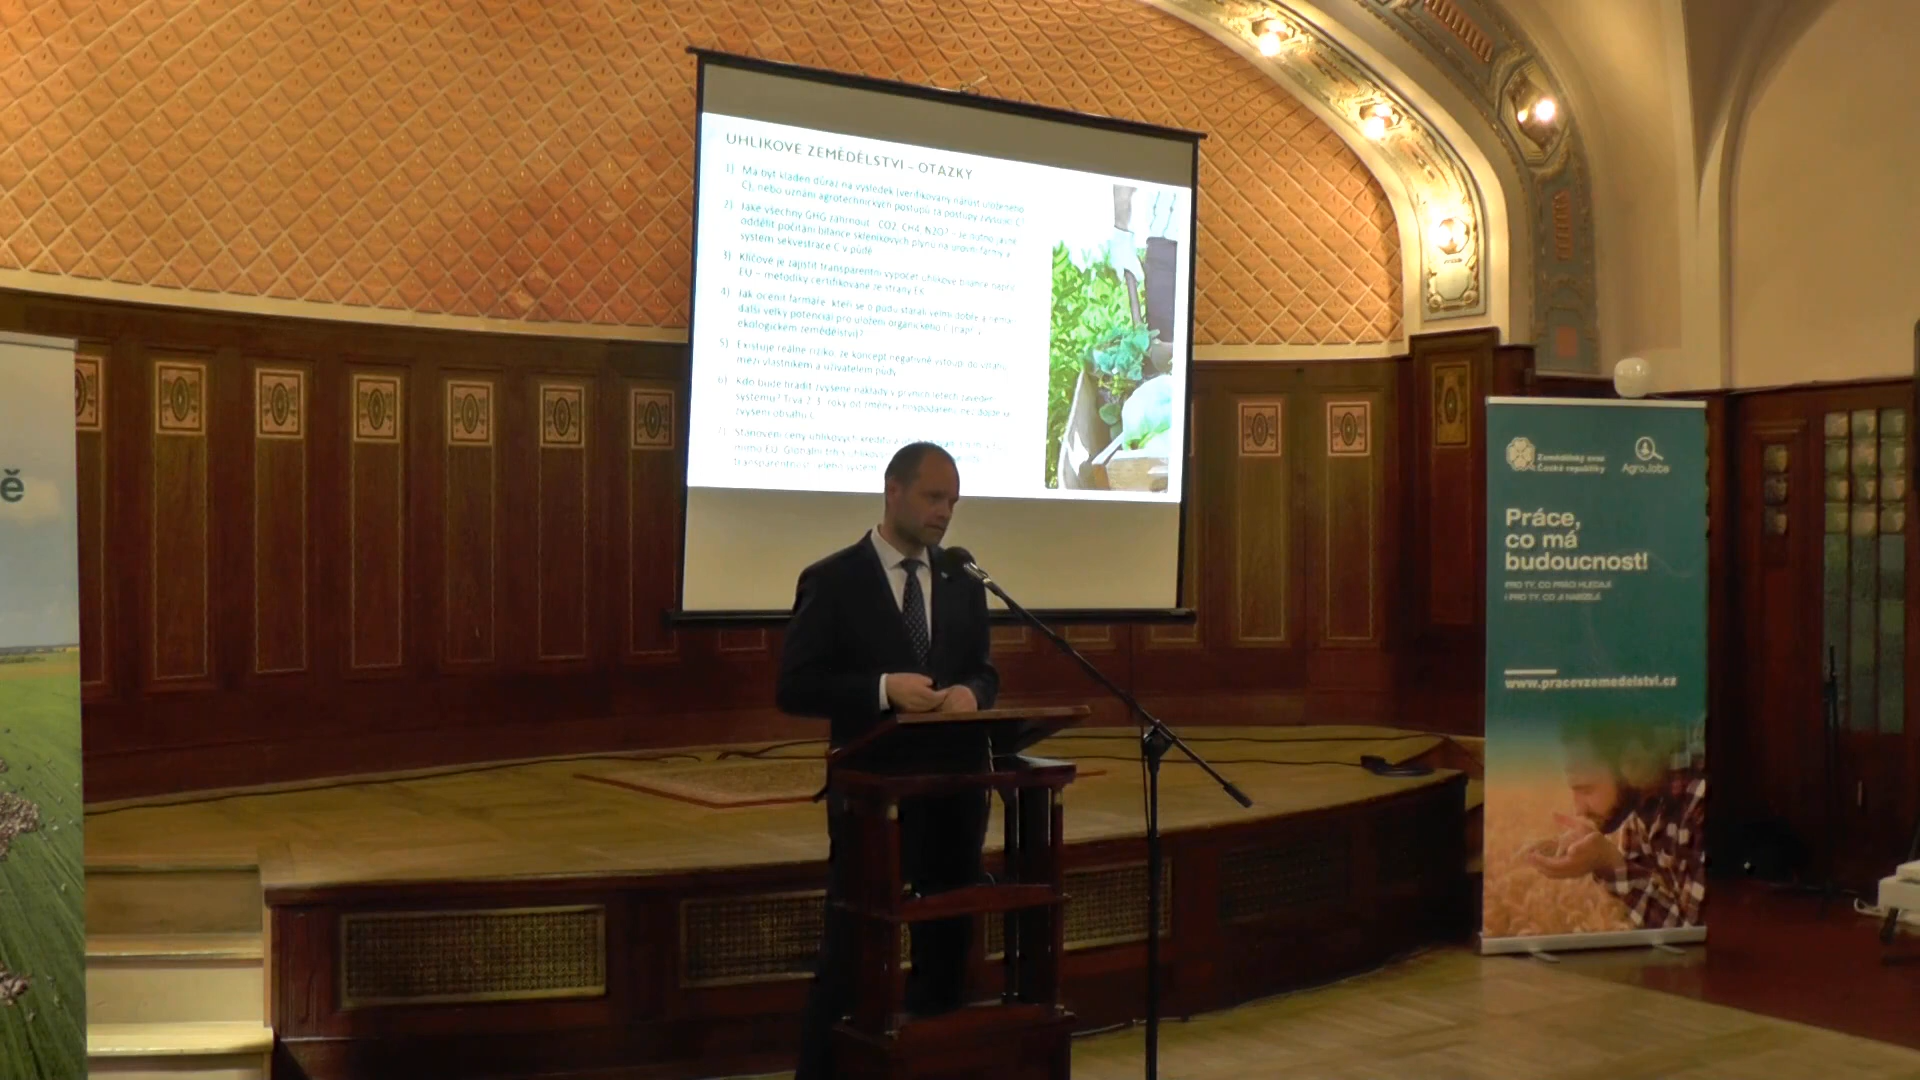 ě
UHLÍKOVÉ ZEMĚDĚLSTVÍ – OTÁZKY
1) Má být kladen důraz na výsledek (verifikovaný nárůst uloženého
C), nebo uznání agrotechnických postupů za postupy zvyšující C?
2) Jaké všechny GHG zahrnout CO2, CH4, N2O? – Je nutno jasně
oddělit počítání bilance skleníkových plynů na úrovni farmy a
systém sekvestrace C v půdě
3) Klíčové je zajistit transparentní výpočet uhlíkové bilance napříč
EU – metodiky certifikované ze strany EK
4) Jak ocenit farmáře, kteří se o půdu starali velmi dobře a nemají
další velký potenciál pro uložení organického C (např. v
ekologickém zemědělství)?
5) Existuje reálné riziko, že koncept negativně vstoupí do vztahu
mezi vlastníkem a uživatelem půdy
6) Kdo bude hradit zvýšené náklady v prvních letech zavedení
systému? Trvá 2-3 roky od změny v hospodaření, než dojde k
zvýšení obsahu C
7) Stanovení ceny uhlíkových kreditů a
mimo EU. Globální trh s uhlíkovými
transparentnost celého systému
Zemědělský svaz
České republiky
AgroJobs
Práce,
co má
budoucnost!
PRO TY, CO PRÁCI HLEDAJÍ
I PRO TY, CO JI NABÍZEJÍ
www.pracevzemedelstvi.cz